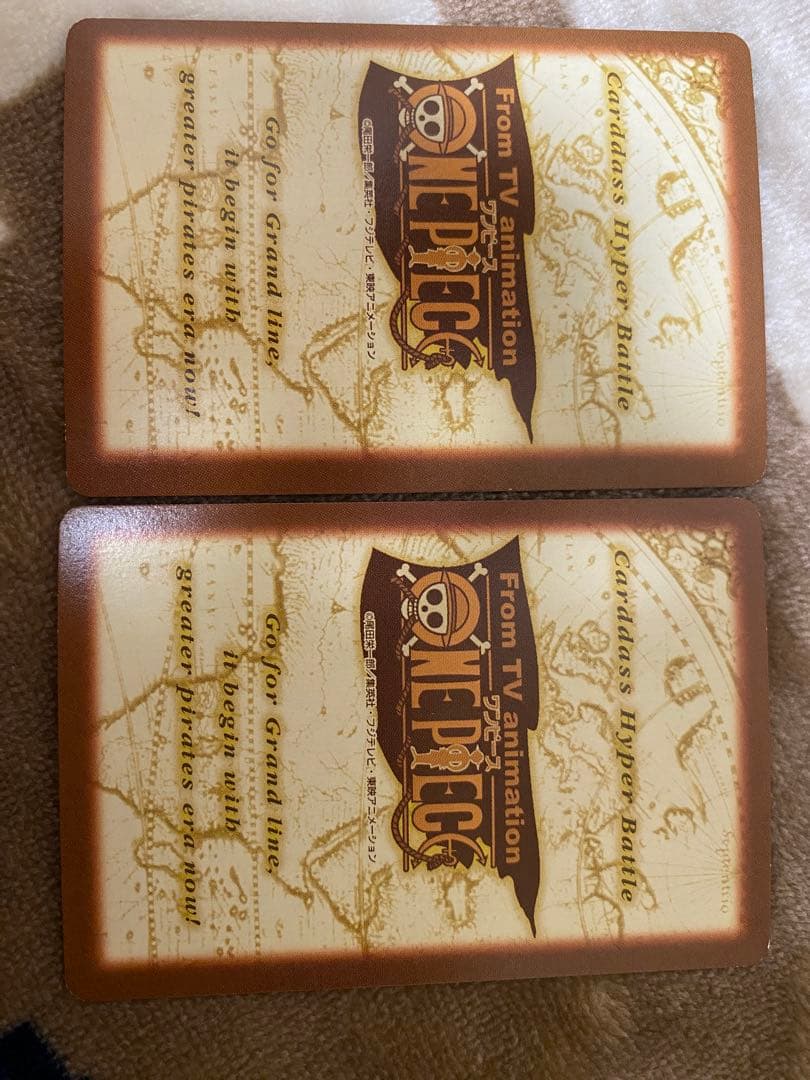 Carddass Hyper Battle
From TV animation
ワンピース
ONE PIECE
©尾田栄一郎/集英社・フジテレビ・東映アニメーション
Go for Grand line,
it begin with
greater pirates era now!
Carddass Hyper Battle
From TV animation
ワンピース
ONE PIECE
©尾田栄一郎/集英社・フジテレビ・東映アニメーション
Go for Grand line,
it begin with
greater pirates era now!